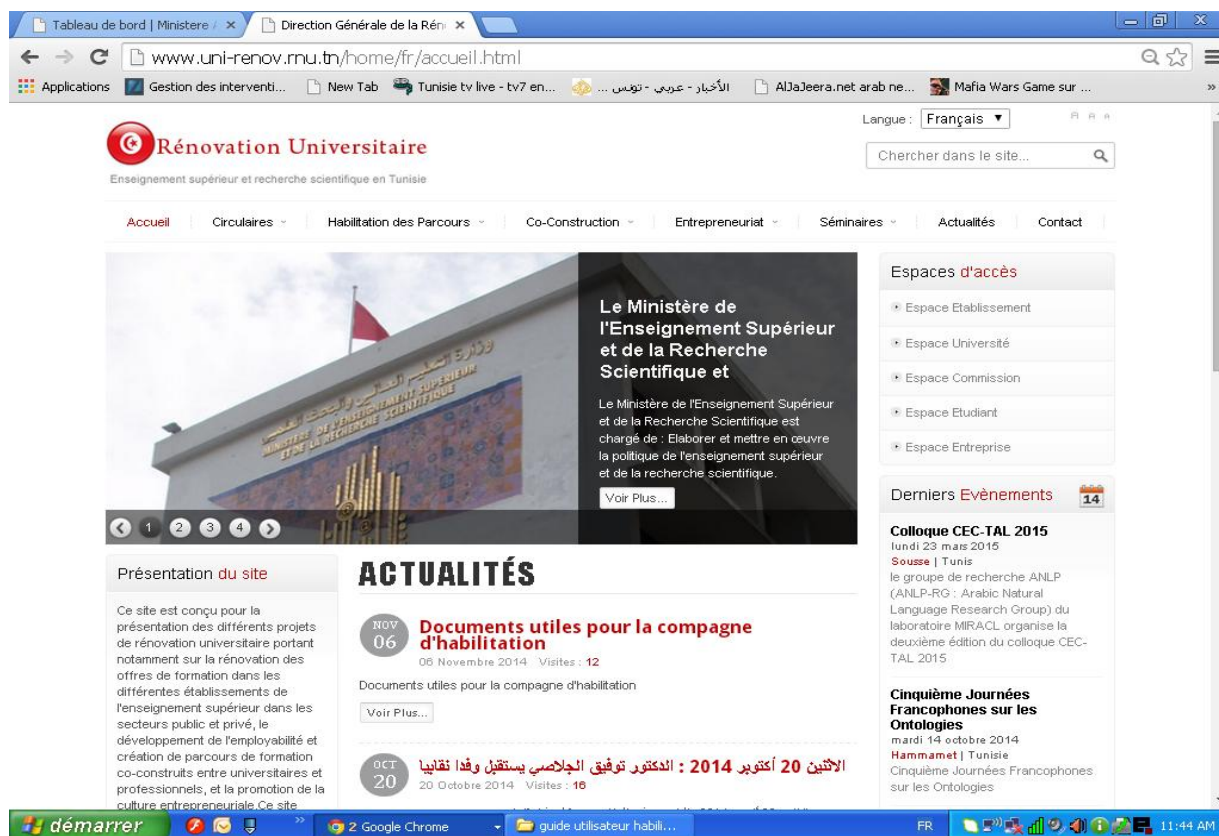 Tableau de bord | Ministere
Direction Générale de la Rén
www.uni-renov.rnu.tn/home/fr/accueil.html
Applications
Gestion des interventi...
New Tab
Tunisie tv live - tv7 en...
الأخبار - عربي - تونس ...
AlJaJeera.net arab ne...
Mafia Wars Game sur ...
»
Langue : Français
A A A
Rénovation Universitaire
Enseignement supérieur et recherche scientifique en Tunisie
Chercher dans le site...
Accueil
Circulaires
Habilitation des Parcours
Co-Construction
Entrepreneuriat
Séminaires
Actualités
Contact
وزارة التعليم العالي والبحث العلمي
MINISTERE DE L'ENSEIGNEMENT SUPERIEUR
ET DE LA RECHERCHE SCIENTIFIQUE
Le Ministère de
l'Enseignement Supérieur
et de la Recherche
Scientifique et
Le Ministère de l'Enseignement Supérieur
et de la Recherche Scientifique est
chargé de : Elaborer et mettre en œuvre
la politique de l'enseignement supérieur
et de la recherche scientifique.
Voir Plus...
1 2 3 4
Espaces d'accès
Espace Etablissement
Espace Université
Espace Commission
Espace Etudiant
Espace Entreprise
Présentation du site
Ce site est conçu pour la
présentation des différents projets
de rénovation universitaire portant
notamment sur la rénovation des
offres de formation dans les
différentes établissements de
l'enseignement supérieur dans les
secteurs public et privé, le
développement de l'employabilité et
création de parcours de formation
co-construits entre universitaires et
professionnels, et la promotion de la
culture entrepreneuriale.Ce site
ACTUALITÉS
NOV
06
Documents utiles pour la compagne
d'habilitation
06 Novembre 2014 Visites : 12
Documents utiles pour la compagne d'habilitation
Voir Plus...
OCT
20
الاثنين 20 أكتوبر 2014 : الدكتور توفيق الجلاصي يستقبل وفدا نقابيا
20 Octobre 2014 Visites : 16
Derniers Evènements
14
Colloque CEC-TAL 2015
lundi 23 mars 2015
Sousse | Tunis
le groupe de recherche ANLP
(ANLP-RG : Arabic Natural
Language Research Group) du
laboratoire MIRACL organise la
deuxième édition du colloque CEC-
TAL 2015
Cinquième Journées
Francophones sur les
Ontologies
mardi 14 octobre 2014
Hammamet | Tunisie
Cinquième Journées Francophones
sur les Ontologies
démarrer
»
2 Google Chrome
guide utilisateur habili...
FR
11:44 AM